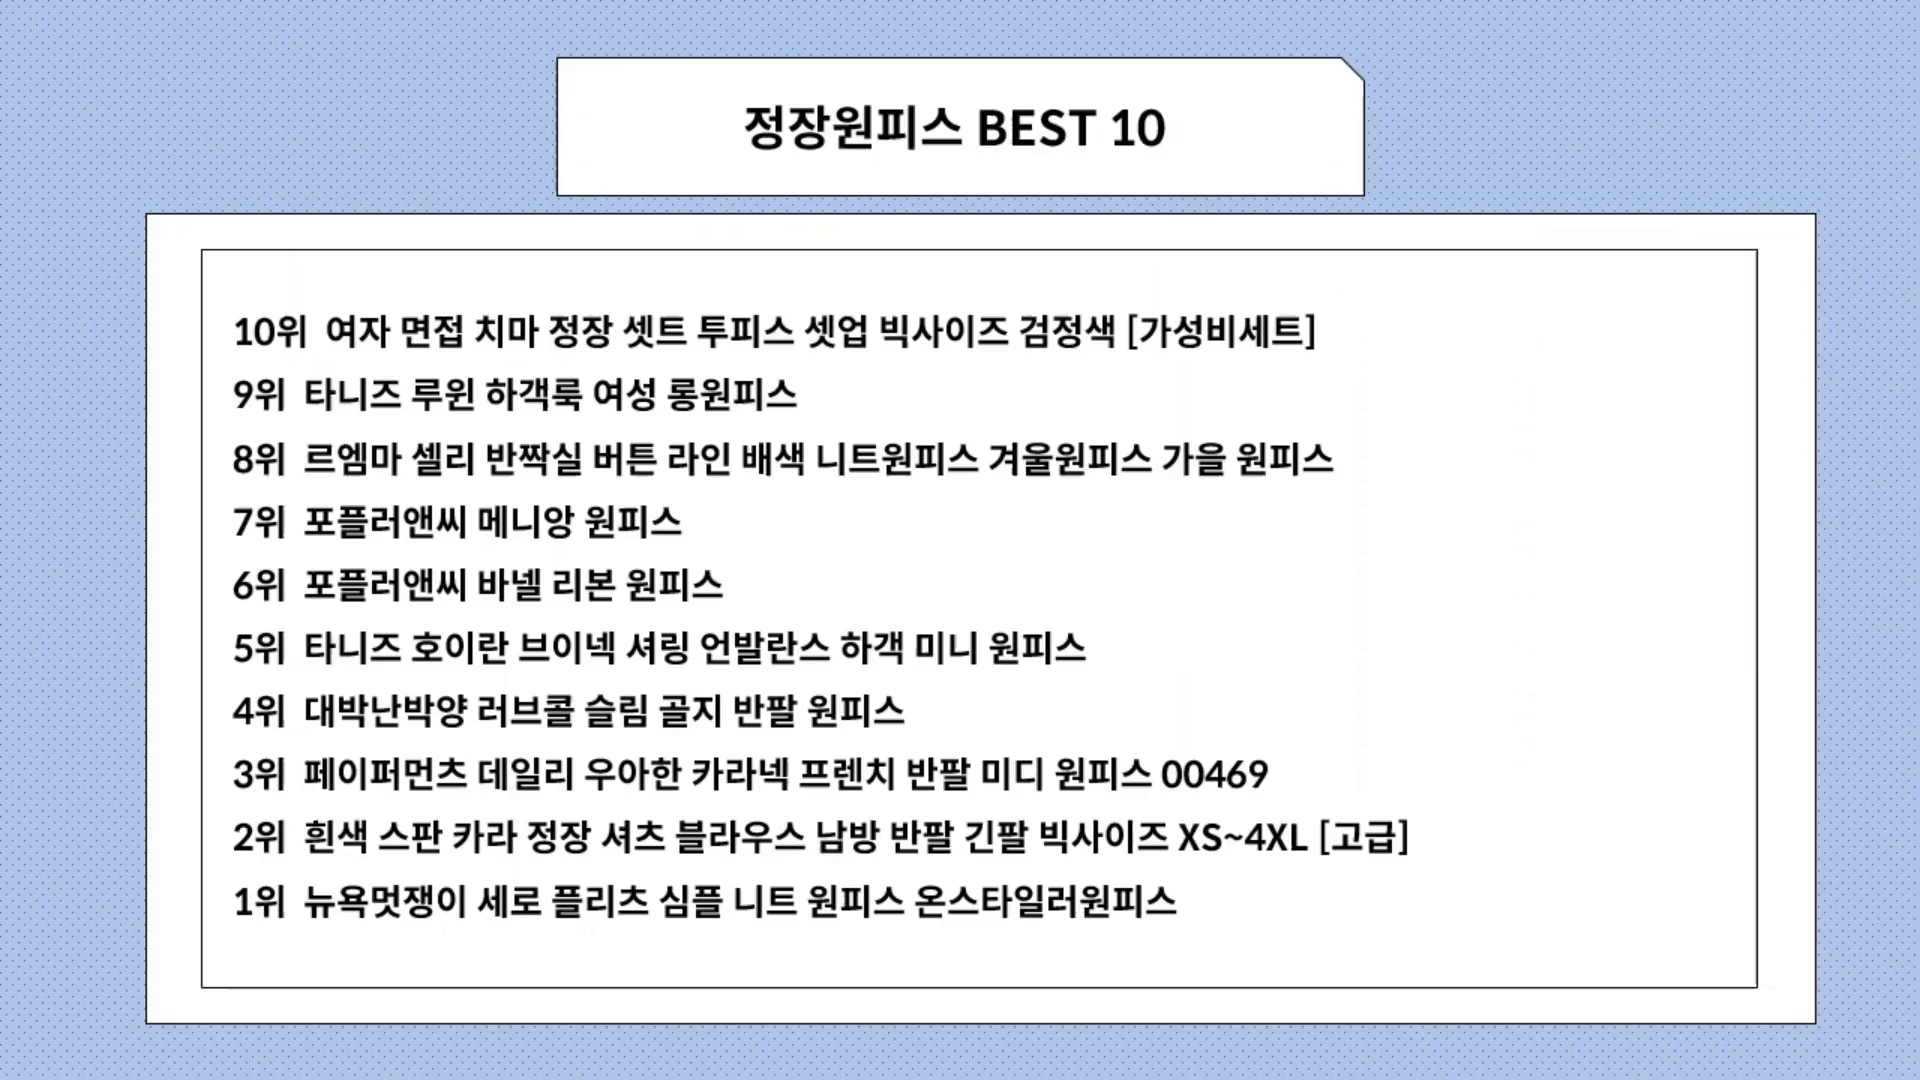 정장원피스 BEST 10
10위 여자 면접 치마 정장 셋트 투피스 셋업 빅사이즈 검정색 [가성비세트]
9위 타니즈 루윈 하객룩 여성 롱원피스
8위 르엠마 셀리 반짝실 버튼 라인 배색 니트원피스 겨울원피스 가을 원피스
7위 포플러앤씨 메니앙 원피스
6위 포플러앤씨 바넬 리본 원피스
5위 타니즈 호이란 브이넥 셔링 언발란스 하객 미니 원피스
4위 대박난박양 러브콜 슬림 골지 반팔 원피스
3위 페이퍼먼츠 데일리 우아한 카라넥 프렌치 반팔 미디 원피스 00469
2위 흰색 스판 카라 정장 셔츠 블라우스 남방 반팔 긴팔 빅사이즈 XS~4XL [고급]
1위 뉴욕멋쟁이 세로 플리츠 심플 니트 원피스 온스타일러원피스